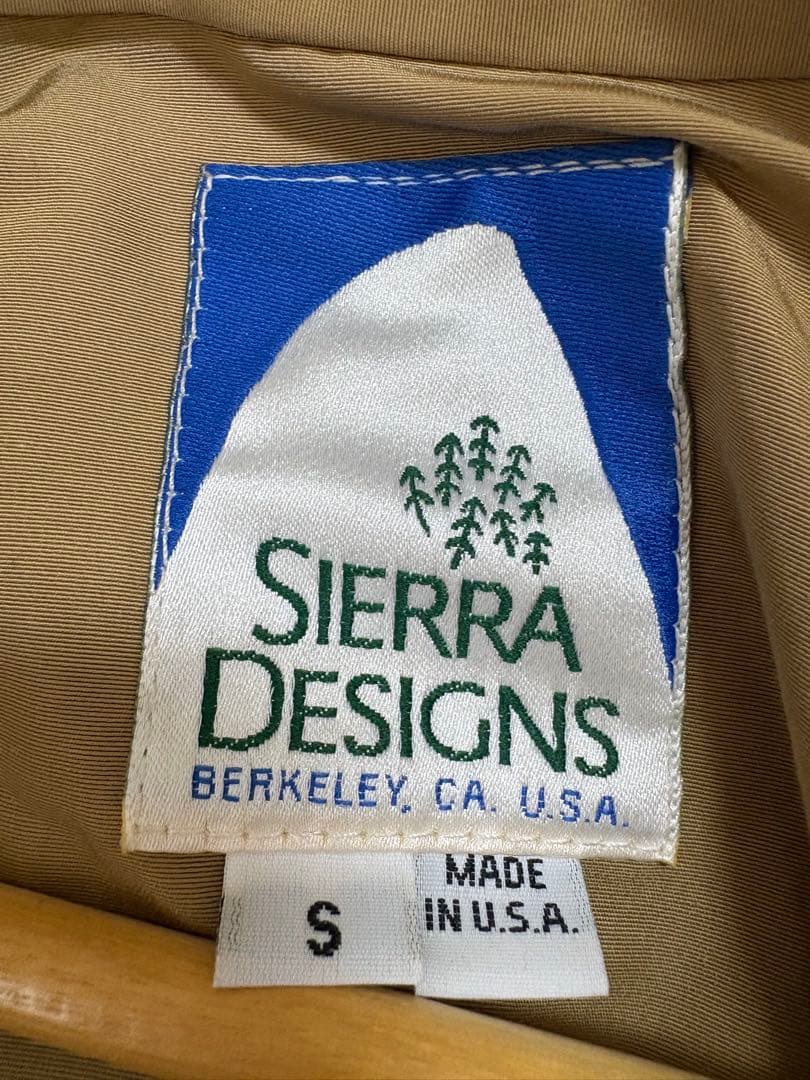 SIERRA
DESIGNS
BERKELEY, CA. U.S.A.
S
MADE
IN U.S.A.